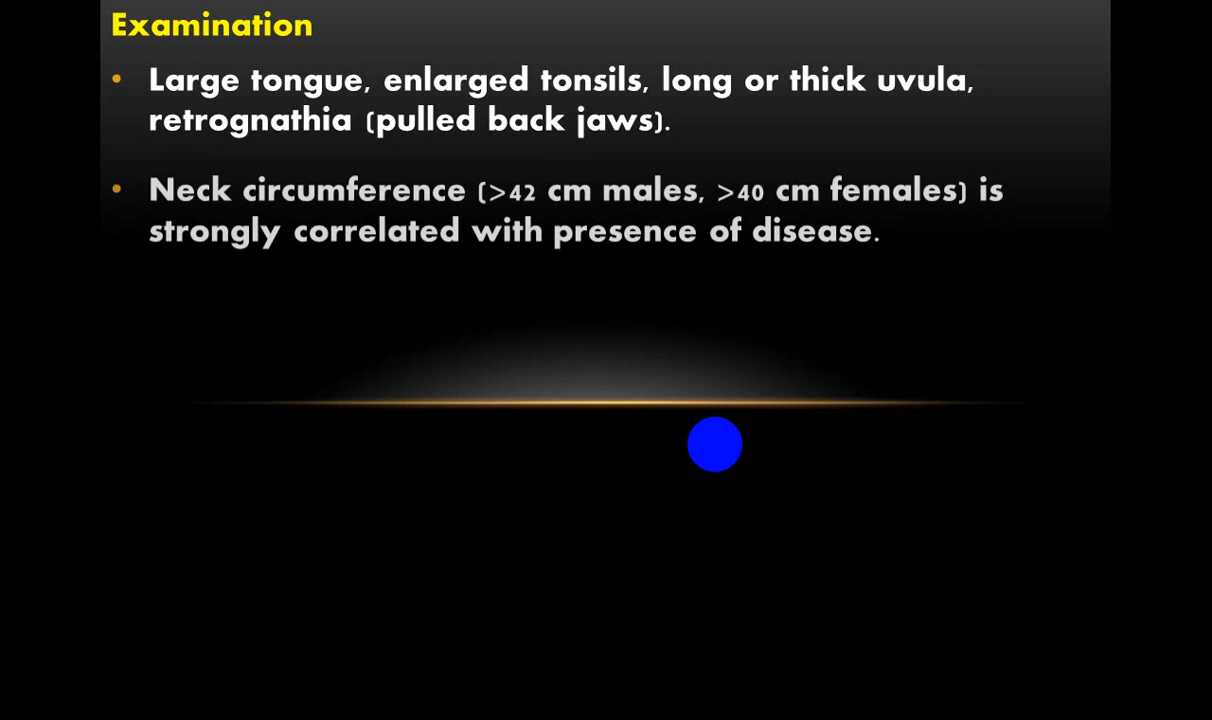 Examination
• Large tongue, enlarged tonsils, long or thick uvula,
retrognathia (pulled back jaws).
• Neck circumference (>42 cm males, >40 cm females) is
strongly correlated with presence of disease.